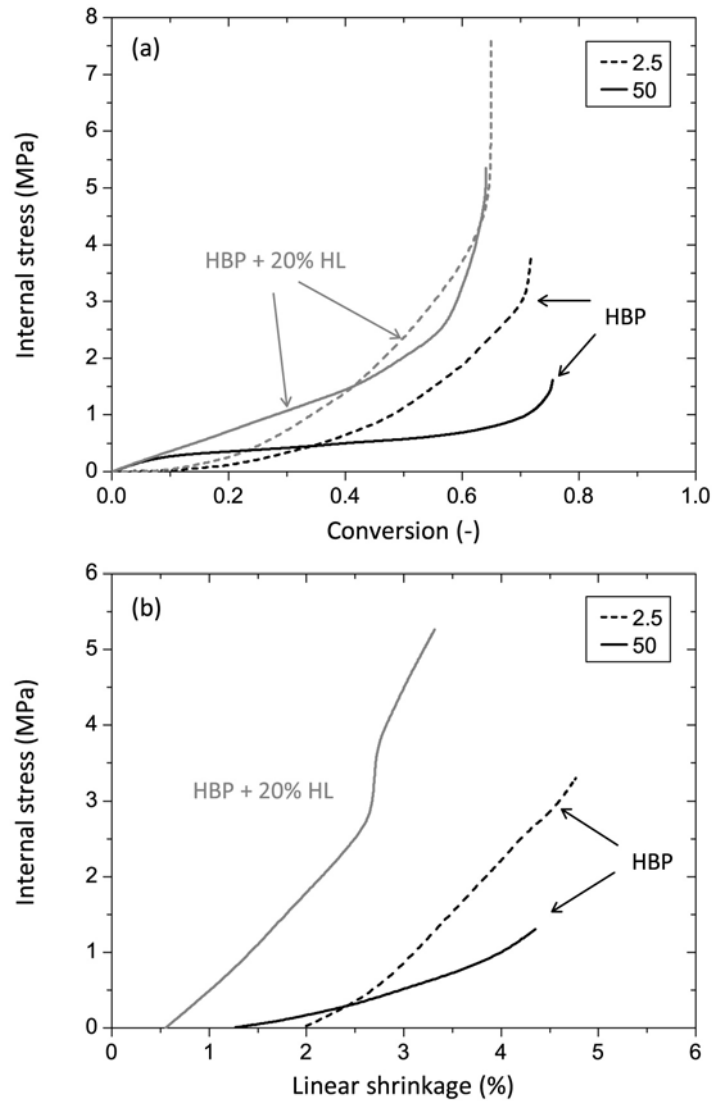 (a)
2.5
50
HBP + 20% HL
HBP
8
7
6
5
4
3
2
1
0
Internal stress (MPa)
0.0 0.2 0.4 0.6 0.8 1.0
Conversion (-)
(b)
2.5
50
HBP + 20% HL
HBP
6
5
4
3
2
1
0
Internal stress (MPa)
0 1 2 3 4 5 6
Linear shrinkage (%)